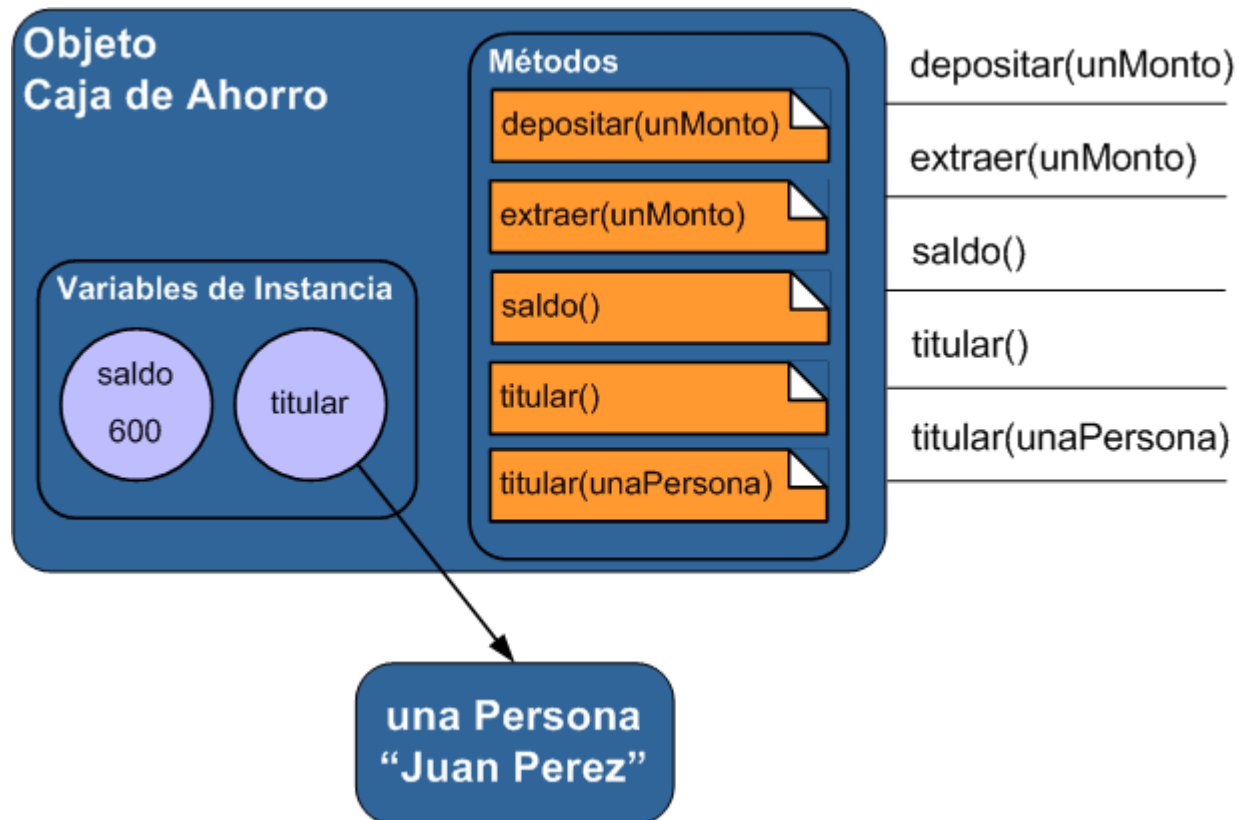 Objeto
Caja de Ahorro
Variables de Instancia
saldo
600
titular
Métodos
depositar(unMonto)
extraer(unMonto)
saldo()
titular()
titular(unaPersona)
depositar(unMonto)
extraer(unMonto)
saldo()
titular()
titular(unaPersona)
una Persona
“Juan Perez”